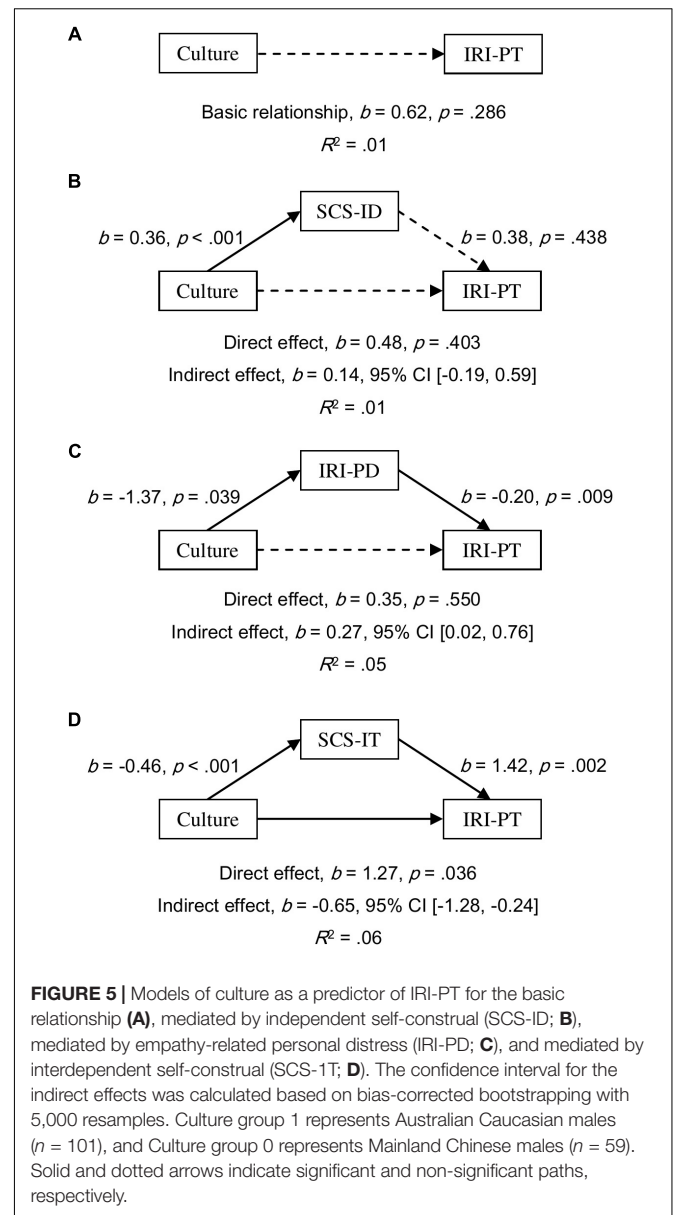 A
Culture
IRI-PT
Basic relationship, b = 0.62, p = .286
R² = .01
B
SCS-ID
b = 0.36, p < .001
b = 0.38, p = .438
Culture
IRI-PT
Direct effect, b = 0.48, p = .403
Indirect effect, b = 0.14, 95% CI [-0.19, 0.59]
R² = .01
C
IRI-PD
b = -1.37, p = .039
b = -0.20, p = .009
Culture
IRI-PT
Direct effect, b = 0.35, p = .550
Indirect effect, b = 0.27, 95% CI [0.02, 0.76]
R² = .05
D
SCS-IT
b = -0.46, p < .001
b = 1.42, p = .002
Culture
IRI-PT
Direct effect, b = 1.27, p = .036
Indirect effect, b = -0.65, 95% CI [-1.28, -0.24]
R² = .06
FIGURE 5 | Models of culture as a predictor of IRI-PT for the basic
relationship (A), mediated by independent self-construal (SCS-ID; B),
mediated by empathy-related personal distress (IRI-PD; C), and mediated by
interdependent self-construal (SCS-1T; D). The confidence interval for the
indirect effects was calculated based on bias-corrected bootstrapping with
5,000 resamples. Culture group 1 represents Australian Caucasian males
(n = 101), and Culture group 0 represents Mainland Chinese males (n = 59).
Solid and dotted arrows indicate significant and non-significant paths,
respectively.